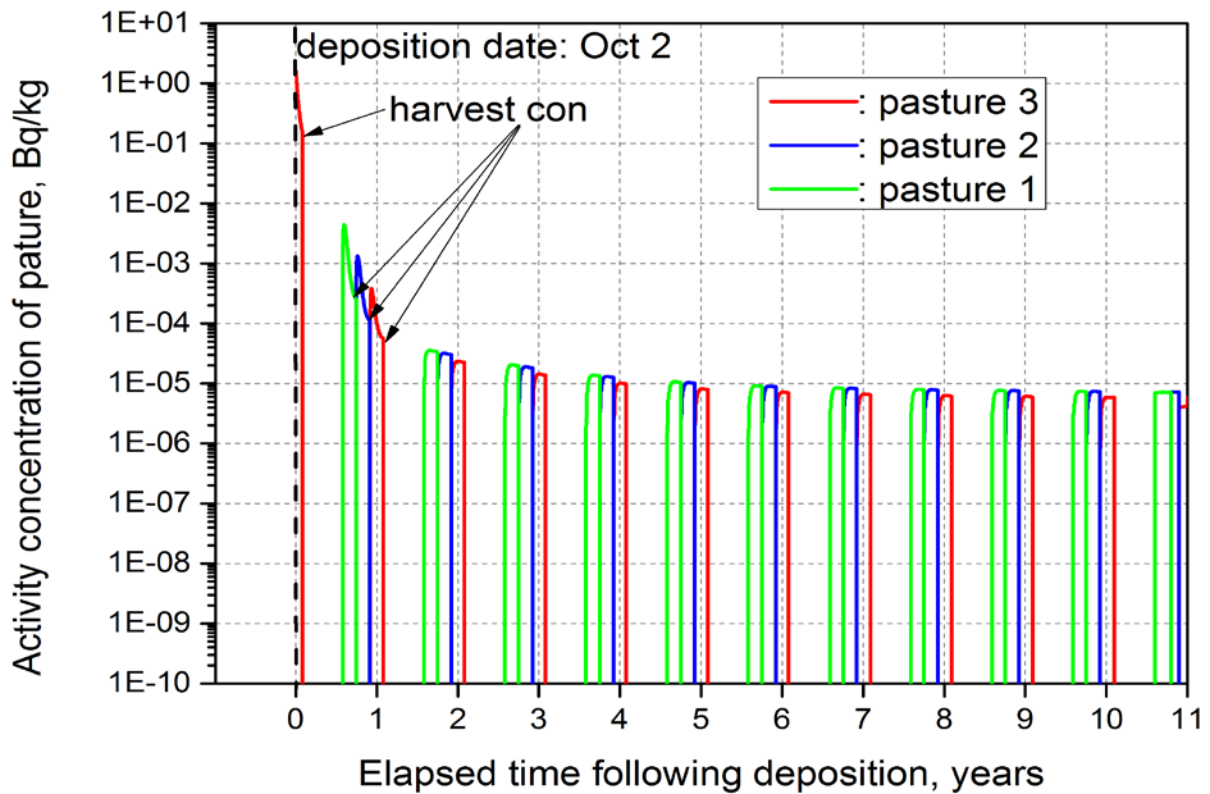 1E+01
1E+00
1E-01
1E-02
1E-03
1E-04
1E-05
1E-06
1E-07
1E-08
1E-09
1E-10
Activity concentration of pature, Bq/kg
deposition date: Oct 2
harvest con
: pasture 3
: pasture 2
: pasture 1
0 1 2 3 4 5 6 7 8 9 10 11
Elapsed time following deposition, years